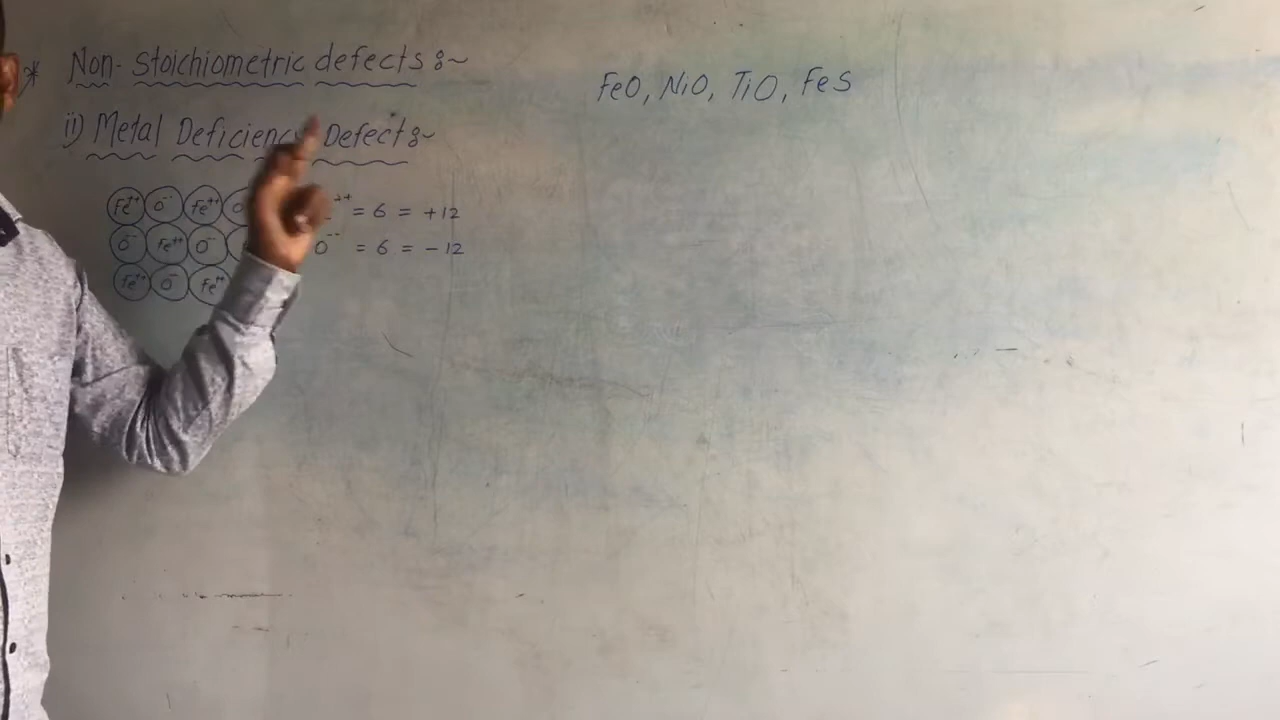 * Non-Stoichiometric defects :~
FeO, NiO, TiO, FeS
ii) Metal Deficiency Defect :~
Fe++ O-- Fe++ O ++ = 6 = +12
O-- Fe++ O-- O-- = 6 = -12
Fe++ O-- Fe++